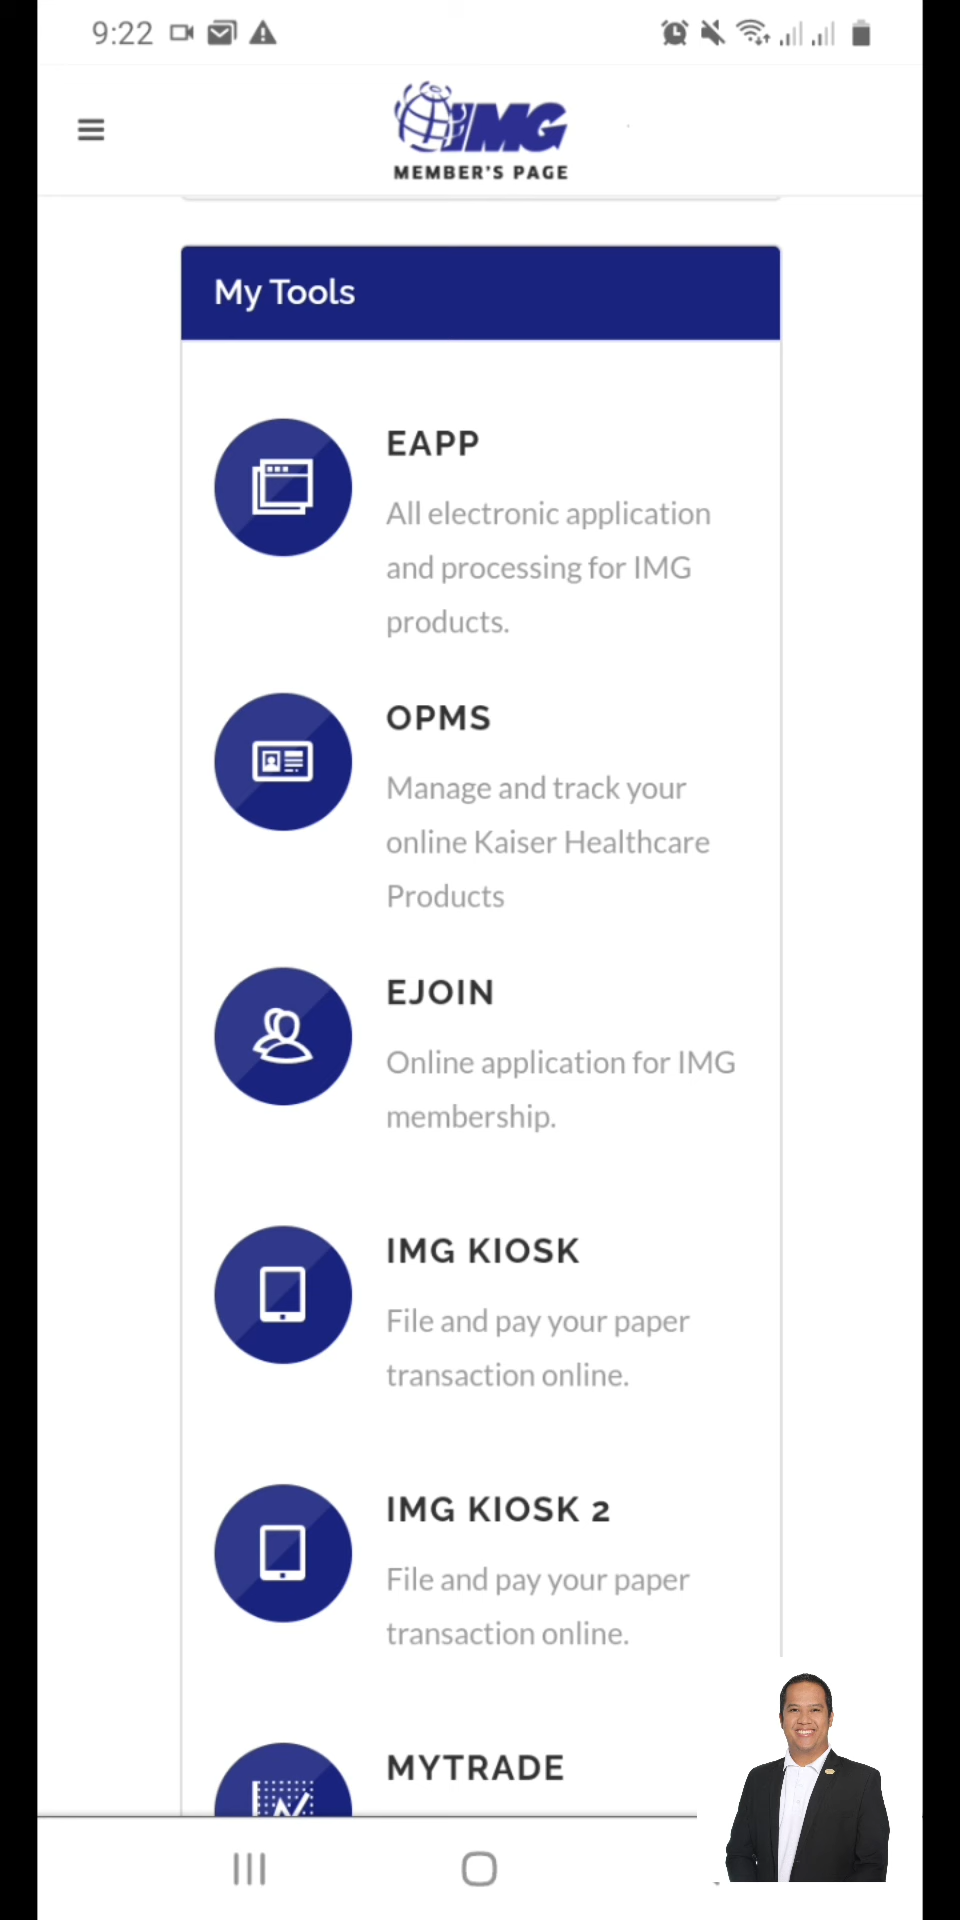 9:22
IMG
MEMBER'S PAGE
My Tools
EAPP
All electronic application
and processing for IMG
products.
OPMS
Manage and track your
online Kaiser Healthcare
Products
EJOIN
Online application for IMG
membership.
IMG KIOSK
File and pay your paper
transaction online.
IMG KIOSK 2
File and pay your paper
transaction online.
MYTRADE